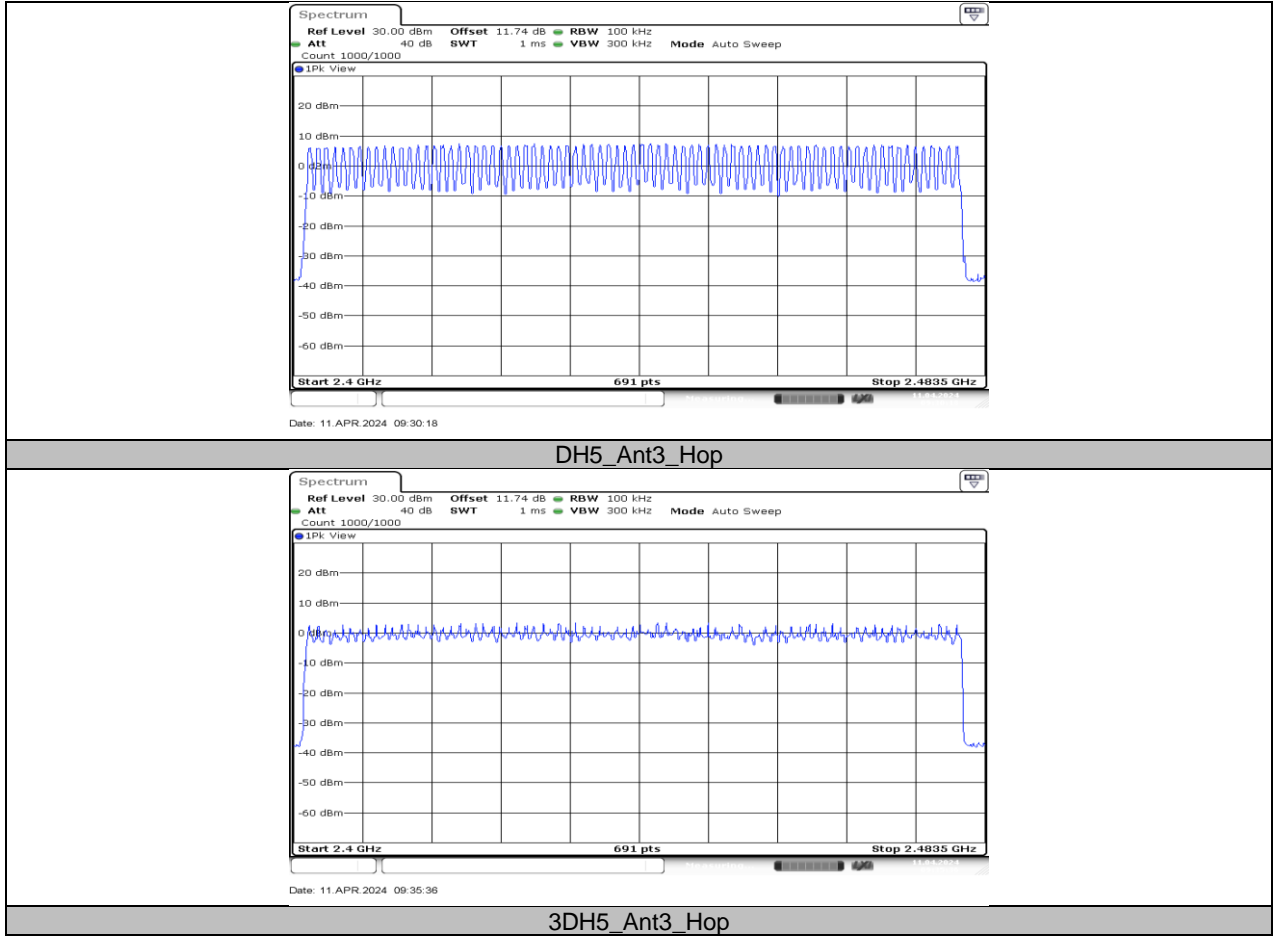 Spectrum
Ref Level 30.00 dBm Offset 11.74 dB RBW 100 kHz
Att 40 dB SWT 1 ms VBW 300 kHz Mode Auto Sweep
Count 1000/1000
1Pk View
20 dBm
10 dBm
0 dBm
-10 dBm
-20 dBm
-30 dBm
-40 dBm
-50 dBm
-60 dBm
Start 2.4 GHz 691 pts Stop 2.4835 GHz
Date: 11.APR.2024 09:30:18
DH5_Ant3_Hop
Spectrum
Ref Level 30.00 dBm Offset 11.74 dB RBW 100 kHz
Att 40 dB SWT 1 ms VBW 300 kHz Mode Auto Sweep
Count 1000/1000
1Pk View
20 dBm
10 dBm
0 dBm
-10 dBm
-20 dBm
-30 dBm
-40 dBm
-50 dBm
-60 dBm
Start 2.4 GHz 691 pts Stop 2.4835 GHz
Date: 11.APR.2024 09:35:36
3DH5_Ant3_Hop